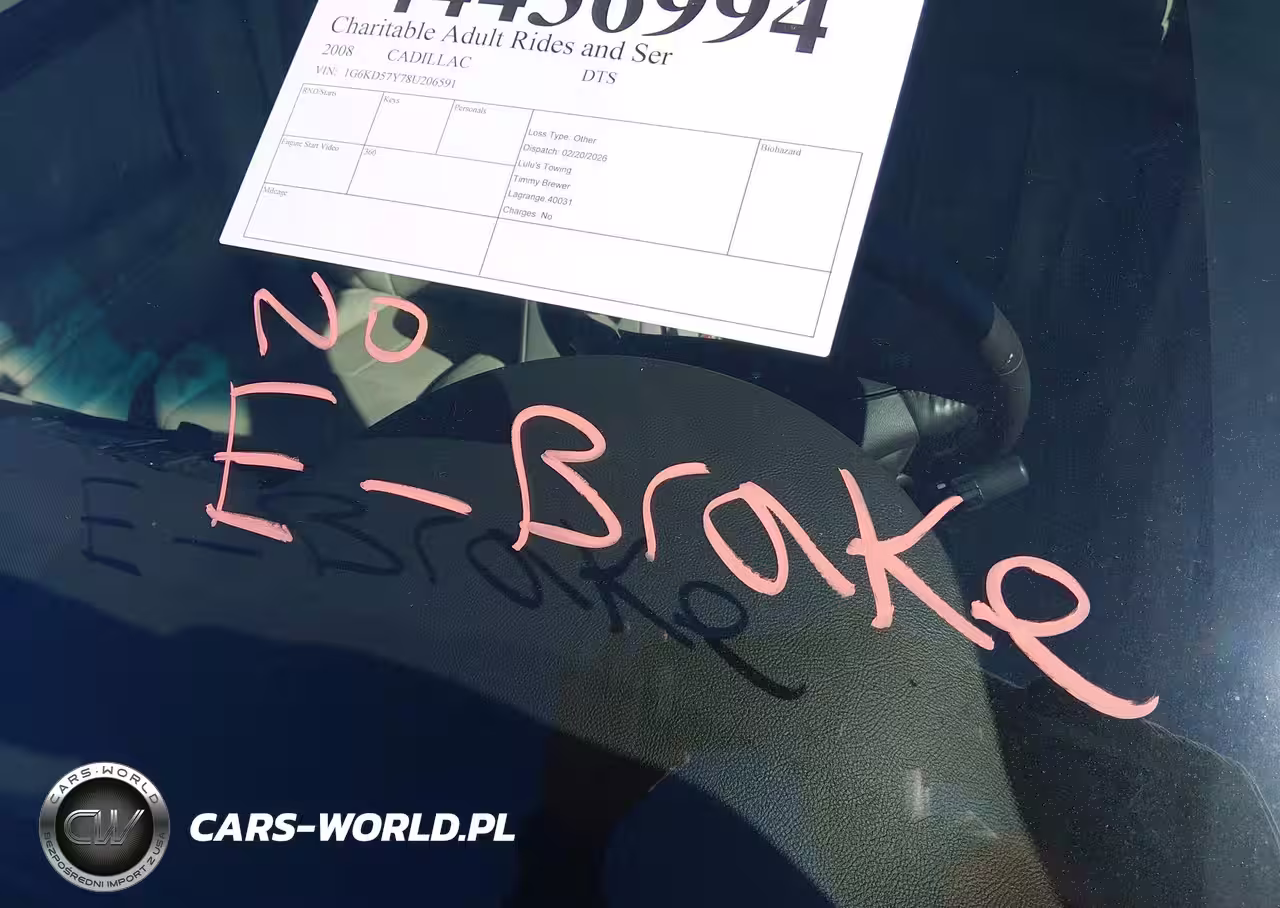 44456994
Charitable Adult Rides and Ser
2008 CADILLAC DTS
VIN: 1G6KD57Y78U206591
RND/Starts Keys Personals
Loss Type: Other
Biohazard
Dispatch: 02/20/2026
Engine Start Video 360
Lulu's Towing
Timmy Brewer
Mileage
Lagrange 40031
Charges No
NO
E-Brake
CARS-WORLD
CW
BEZPOŚREDNI IMPORT Z USA
CARS-WORLD.PL